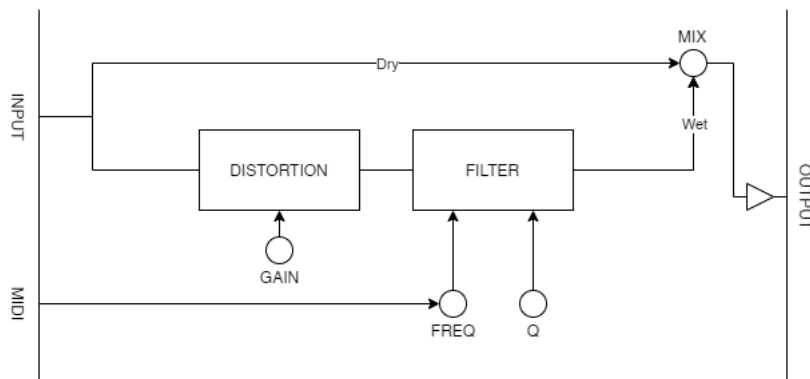 MIX
Dry
INPUT
Wet
DISTORTION
FILTER
OUTPUT
GAIN
MIDI
FREQ
Q